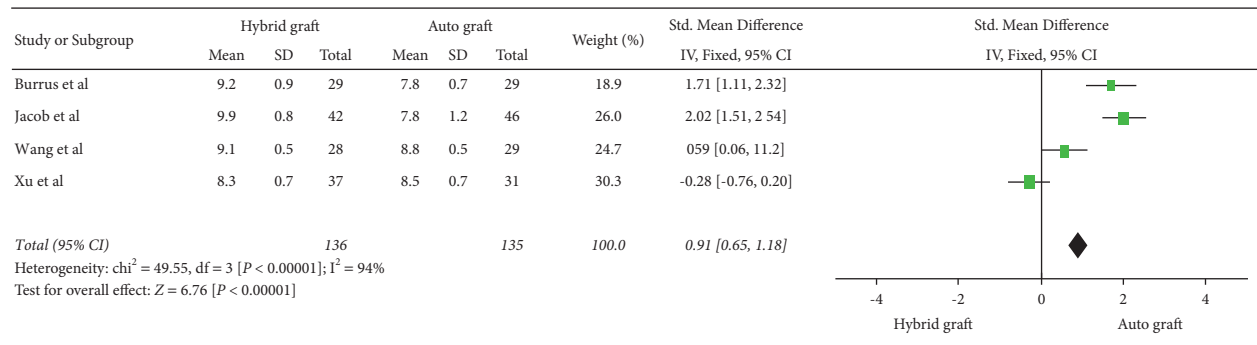 Study or Subgroup Hybrid graft Auto graft Weight (%) Std. Mean Difference Std. Mean Difference
Mean SD Total Mean SD Total IV, Fixed, 95% CI IV, Fixed, 95% CI
Burrus et al 9.2 0.9 29 7.8 0.7 29 18.9 1.71 [1.11, 2.32]
Jacob et al 9.9 0.8 42 7.8 1.2 46 26.0 2.02 [1.51, 2 54]
Wang et al 9.1 0.5 28 8.8 0.5 29 24.7 059 [0.06, 11.2]
Xu et al 8.3 0.7 37 8.5 0.7 31 30.3 -0.28 [-0.76, 0.20]
Total (95% CI) 136 135 100.0 0.91 [0.65, 1.18]
Heterogeneity: chi² = 49.55, df = 3 [P < 0.00001]; I² = 94%
Test for overall effect: Z = 6.76 [P < 0.00001]
-4 -2 0 2 4
Hybrid graft Auto graft